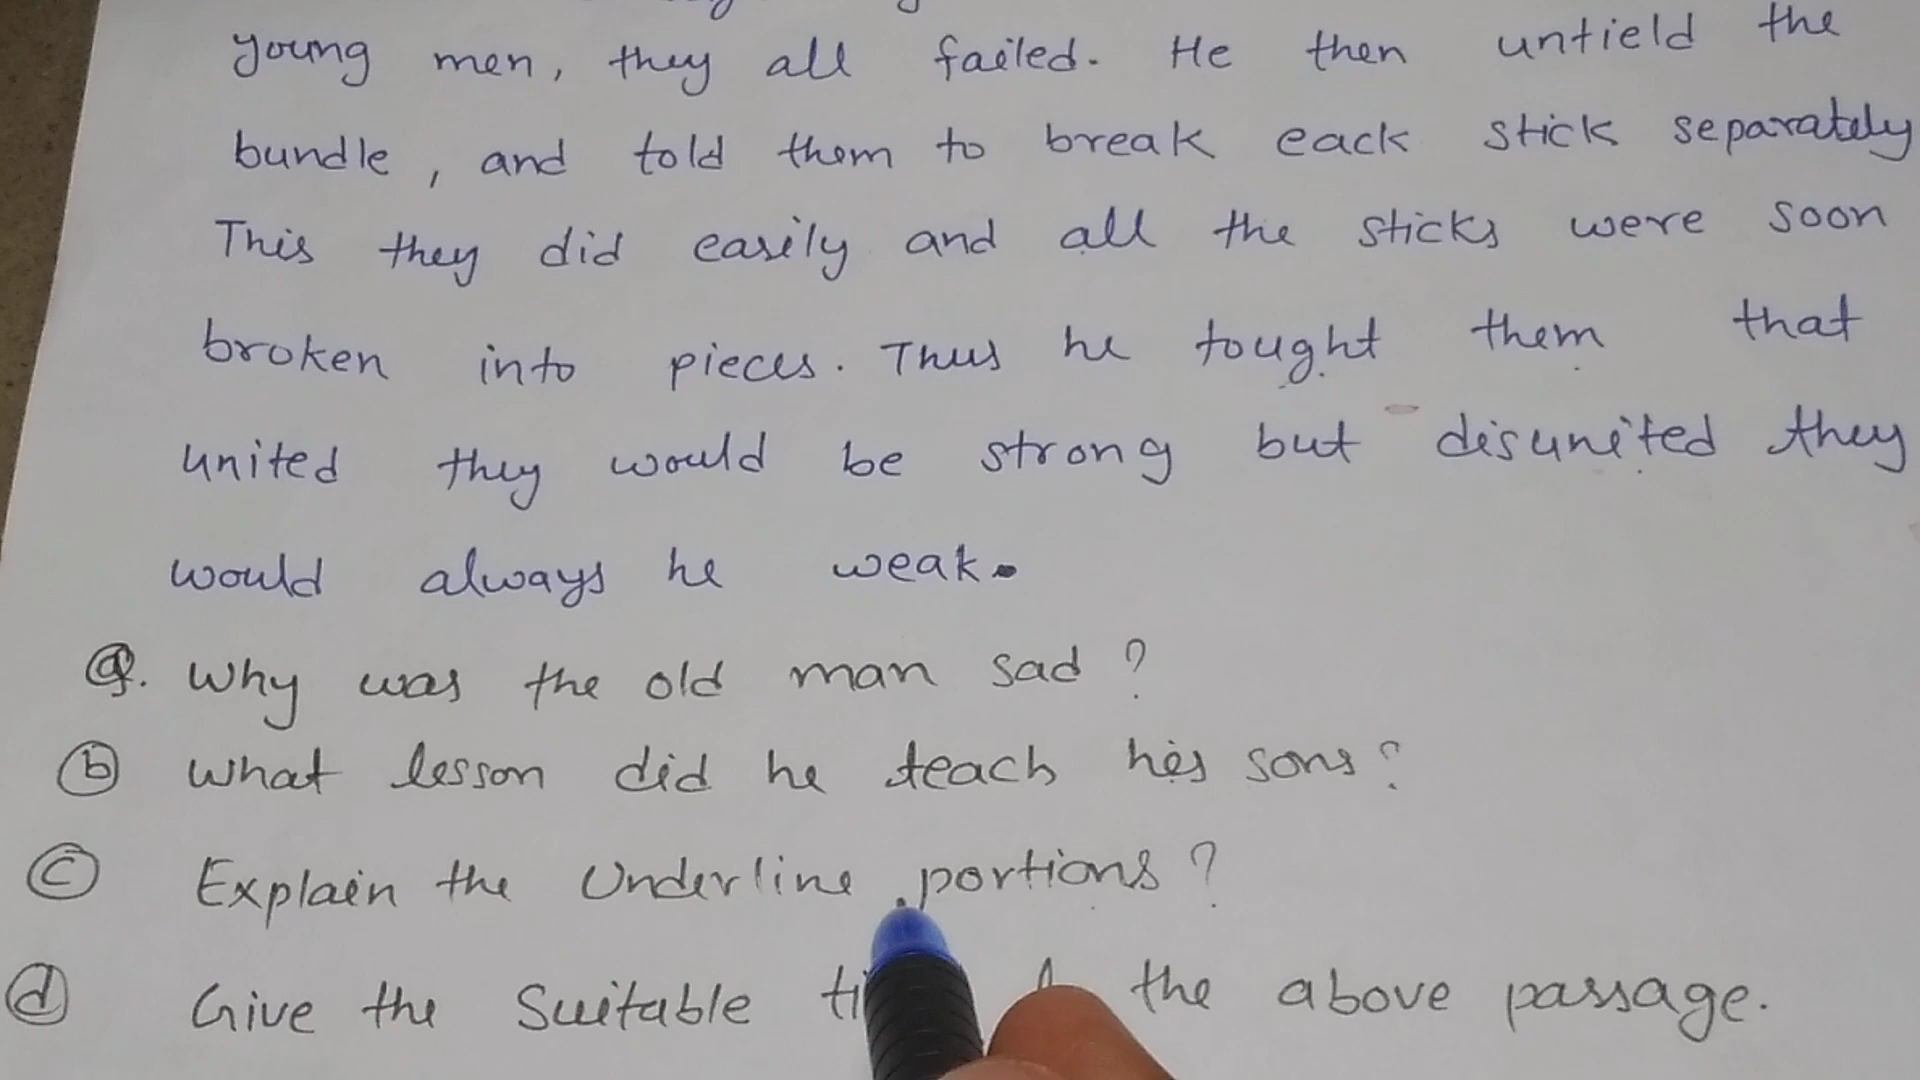 young men, they all failed. He then untield the
bundle, and told them to break eack stick separately
This they did easily and all the sticks were soon
broken into pieces. Thus he tought them that
united they would be strong but disunited they
would always he weak.
a. Why was the old man sad?
b What lesson did he teach his sons?
c Explain the Underline portions?
d Give the Suitable the above passage.